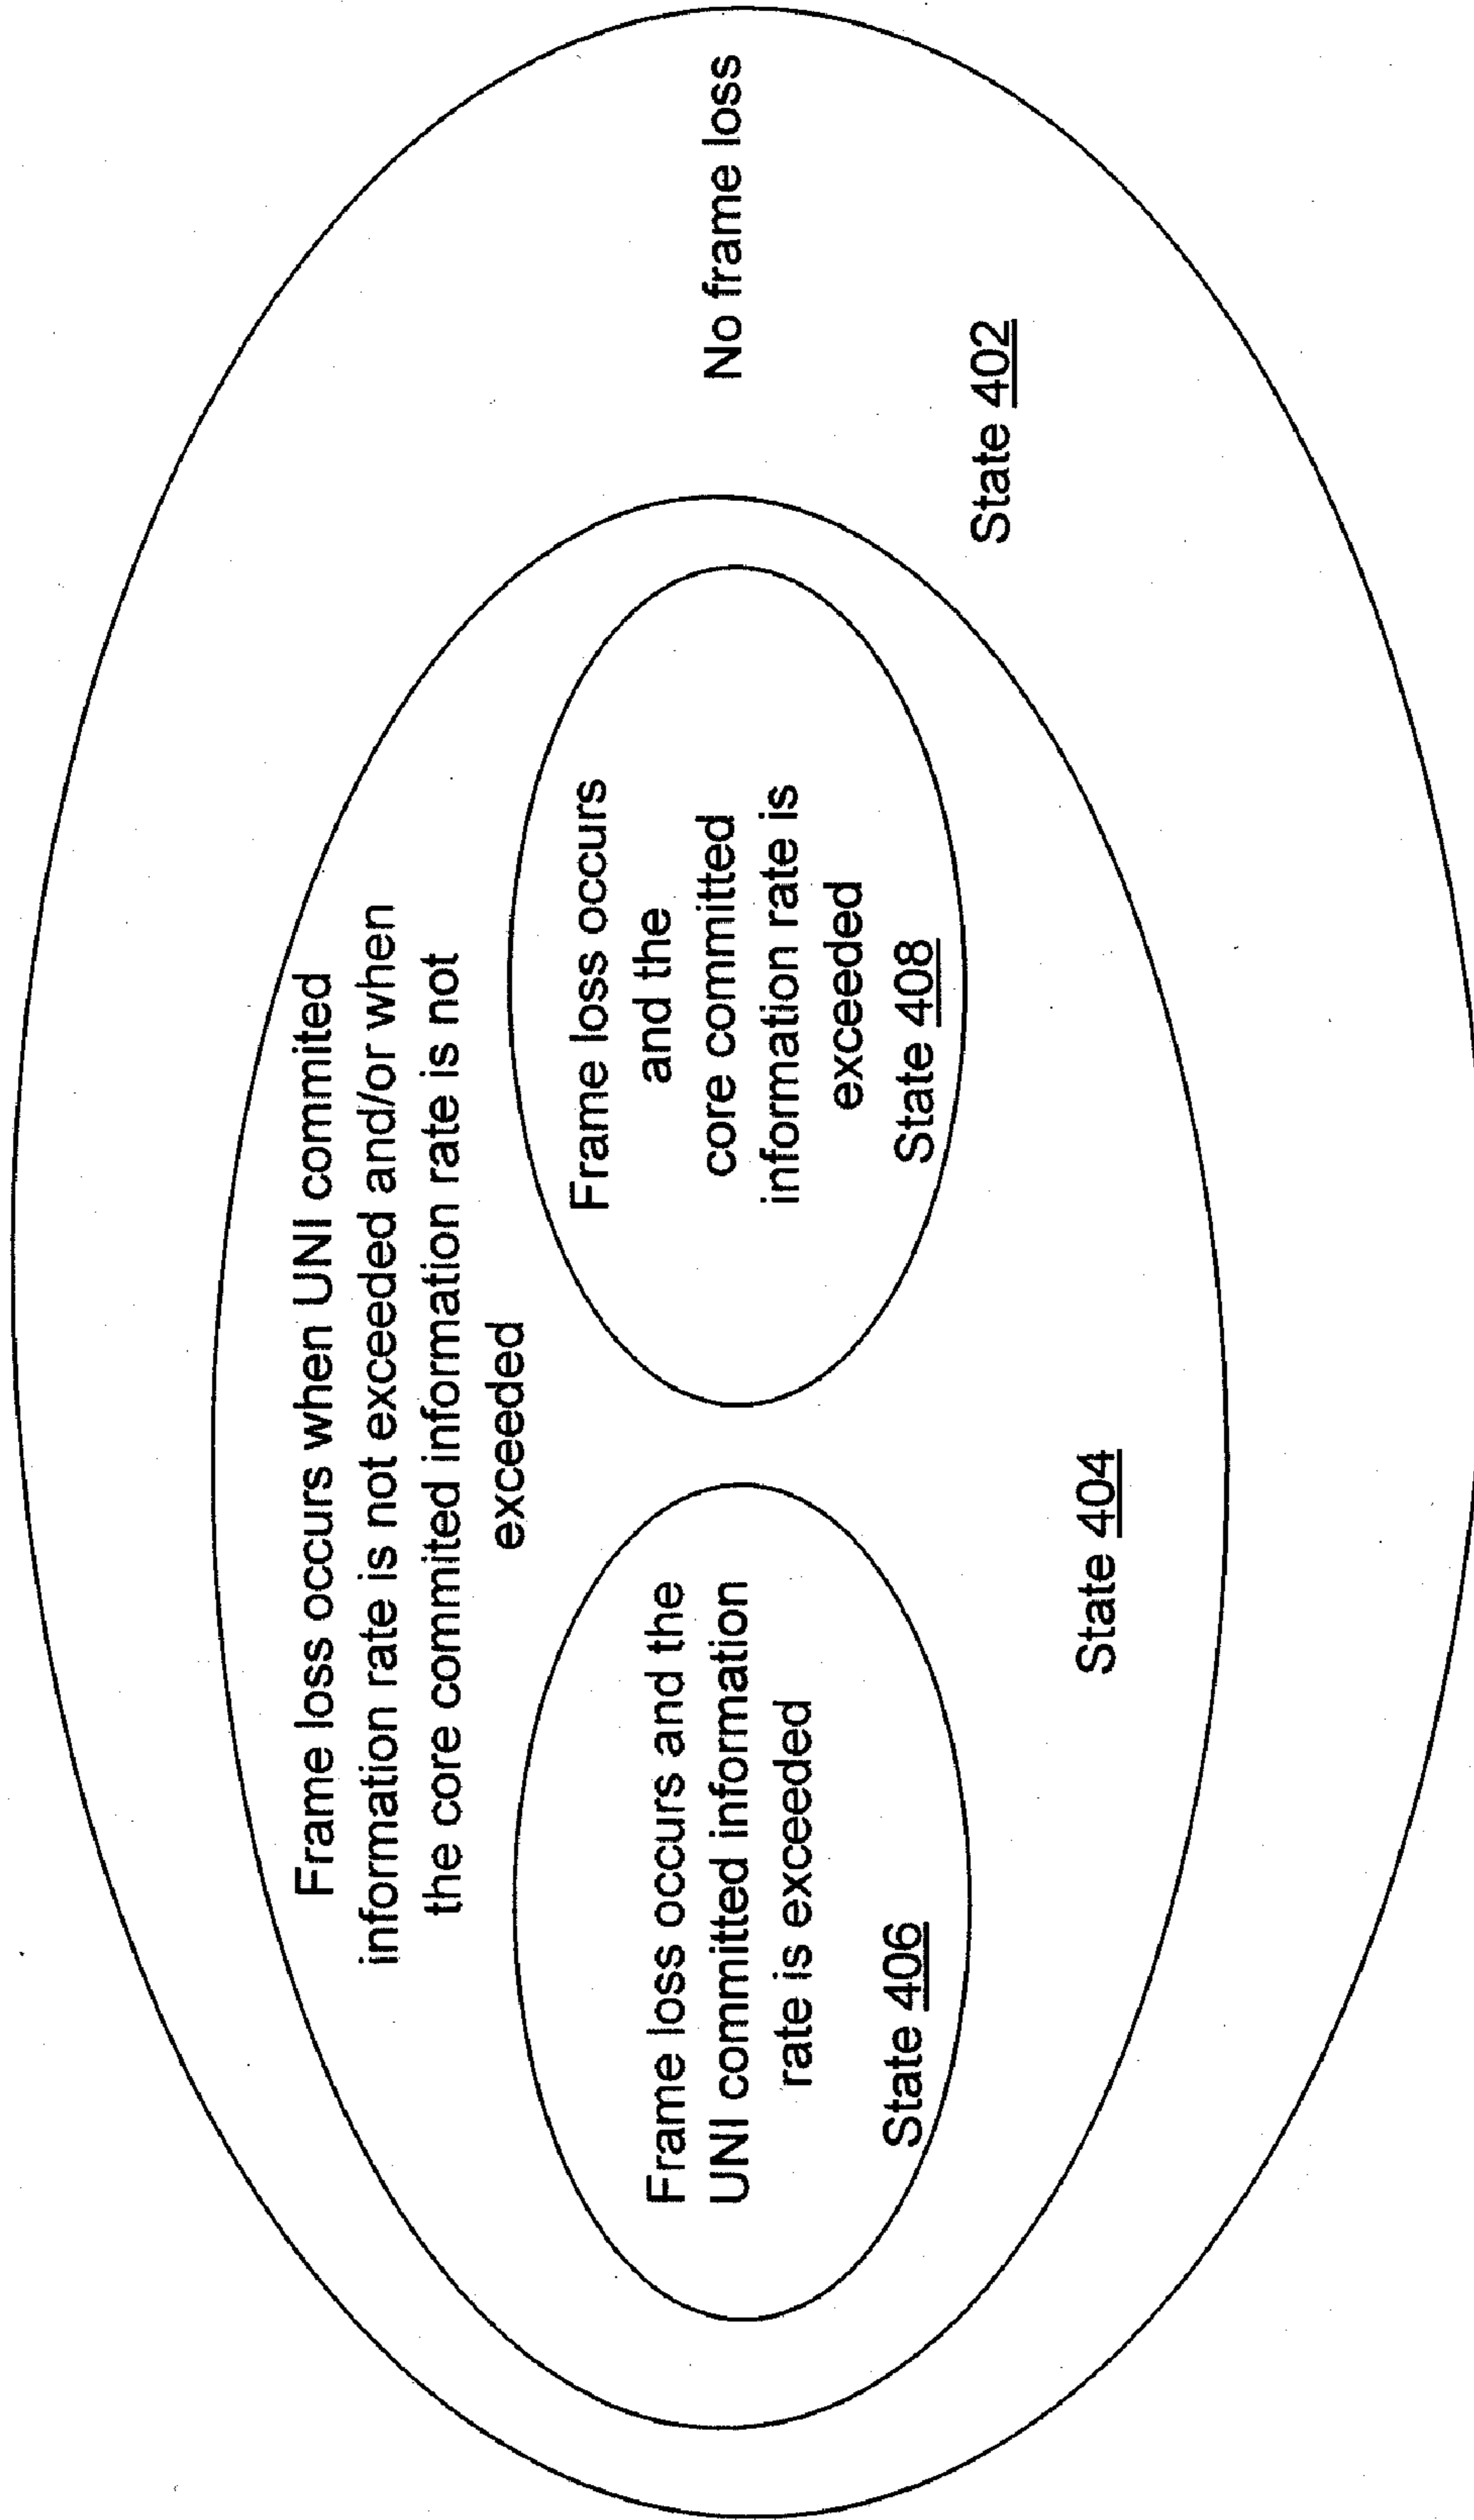 Frame loss occurs when UNI commited
information rate is not exceeded and/or when
the core commited information rate is not
exceeded
Frame loss occurs and the
UNI committed information
rate is exceeded
State 406
Frame loss occurs
and the
core committed
information rate is
exceeded
State 408
State 404
No frame loss
State 402